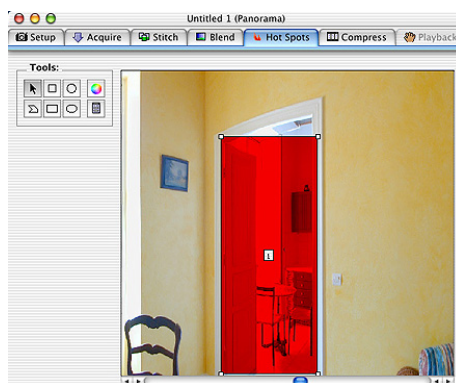 Untitled 1 (Panorama)
Setup Acquire Stitch Blend Hot Spots Compress Playback
Tools:
1